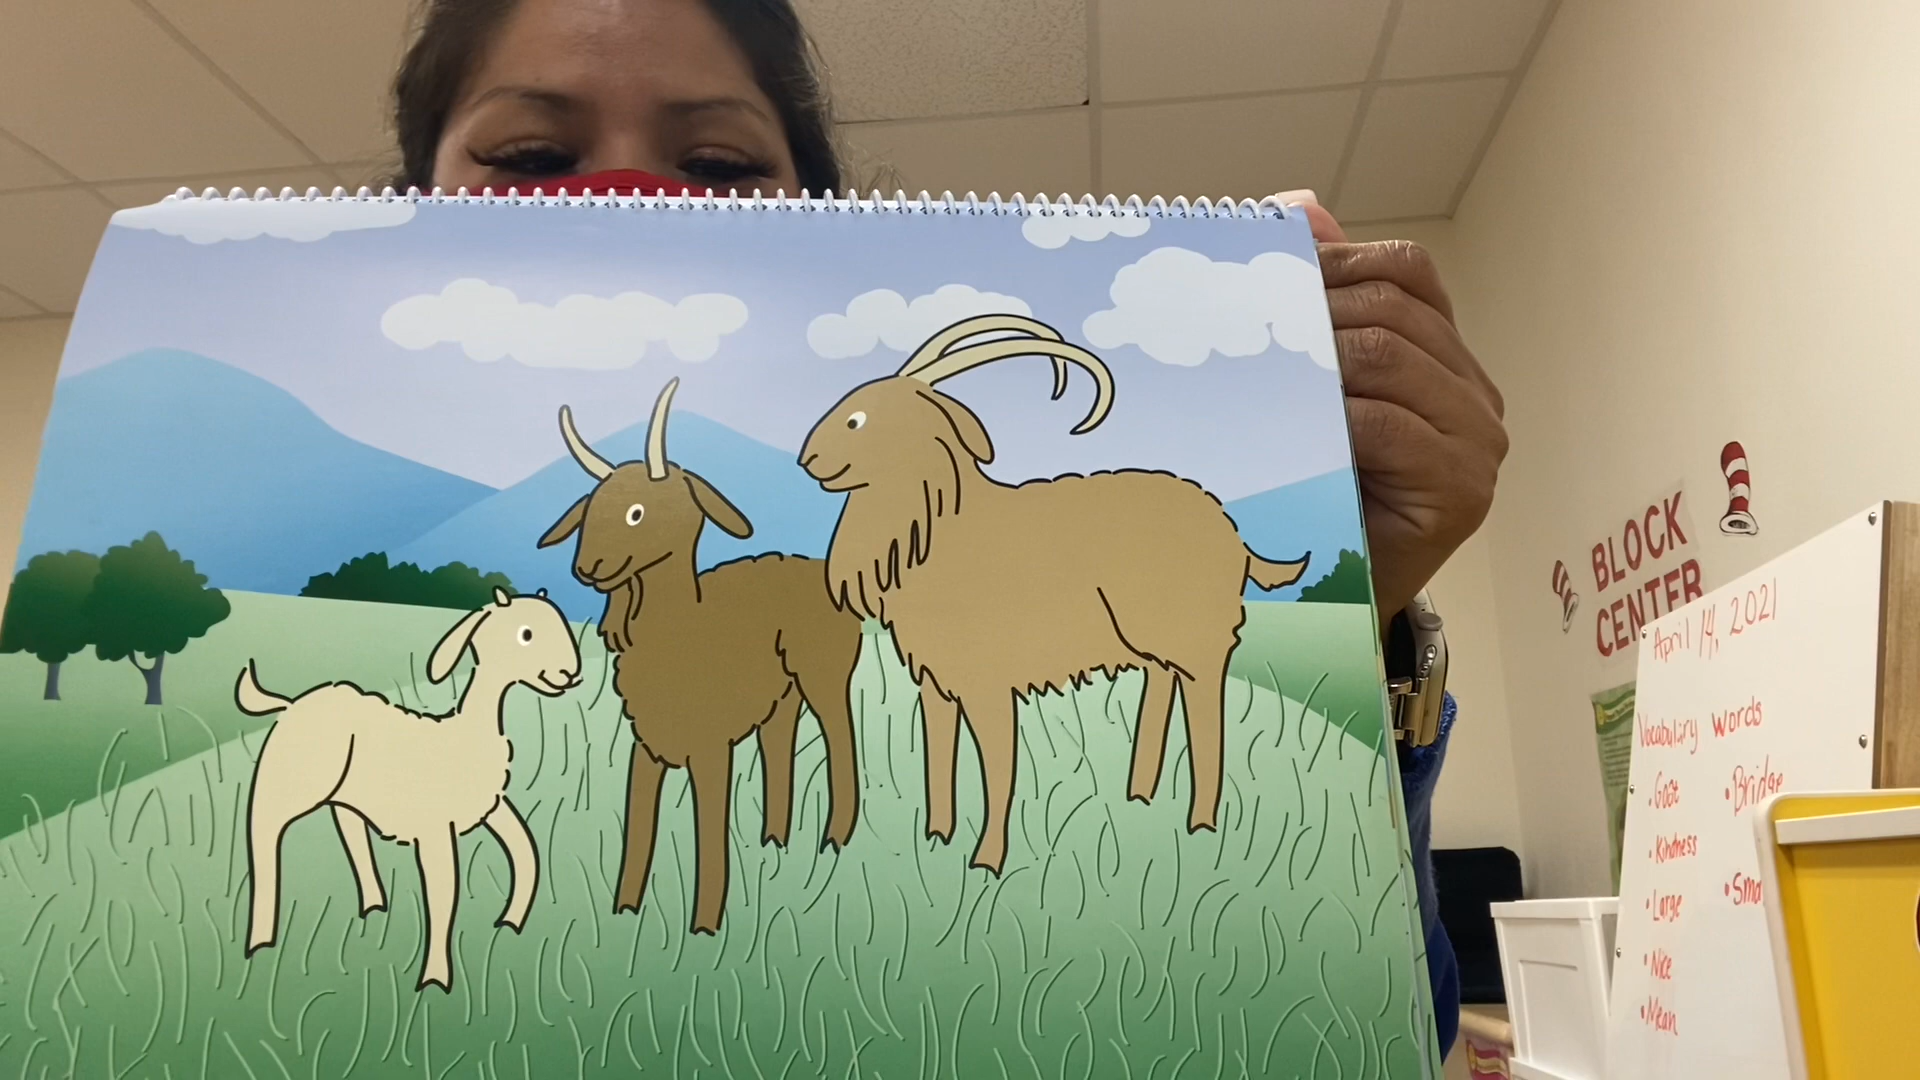 BLOCK
CENTER
April 14, 2021
Vocabulary words
• Goat
• Bridge
• Kindness
• Large
• Nice
• Mean